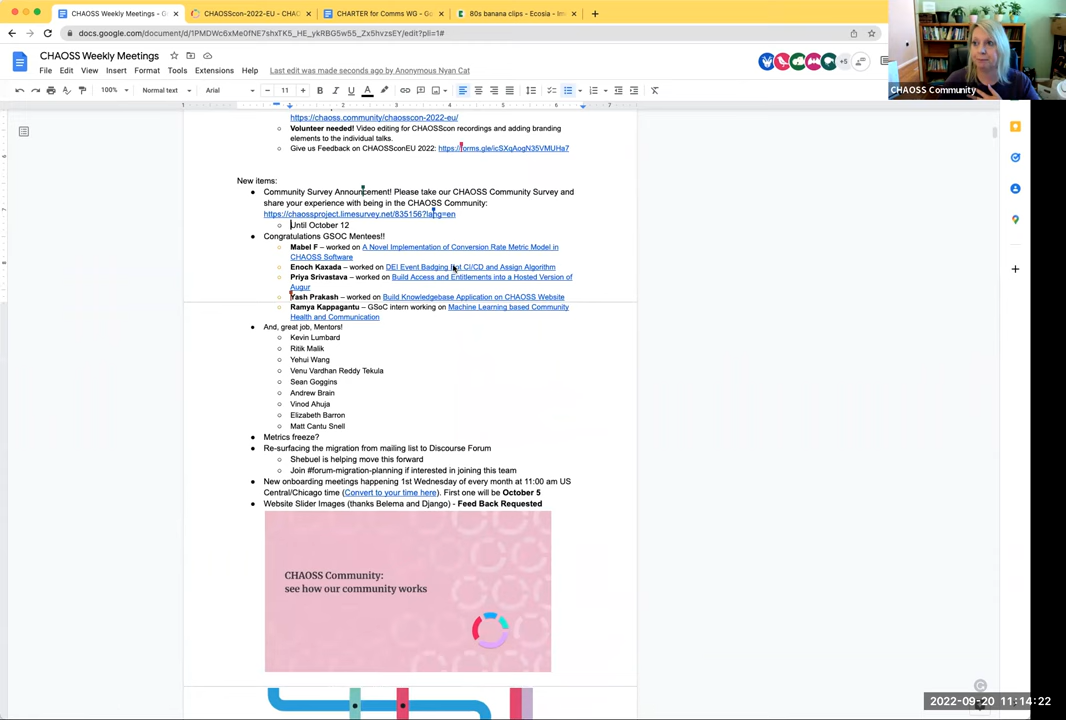 CHAOSS Weekly Meetings - G
CHAOSScon-2022-EU - CHAC
CHARTER for Comms WG - Go
80s banana clips - Ecosia - Im
docs.google.com/document/d/1PMDWc6xMe0fNE7shxTK5_HE_ykRBG5w55_Zx5hvzsEY/edit?pli=1#
CHAOSS Weekly Meetings
File Edit View Insert Format Tools Extensions Help Last edit was made seconds ago by Anonymous Nyan Cat
+5
CHAOSS Community
100% Normal text Arial 11
https://chaoss.community/chaosscon-2022-eu/
Volunteer needed! Video editing for CHAOSScon recordings and adding branding
elements to the individual talks.
Give us Feedback on CHAOSSconEU 2022: https://forms.gle/icSXqAogN35VMUHa7
New items:
Community Survey Announcement! Please take our CHAOSS Community Survey and
share your experience with being in the CHAOSS Community:
https://chaossproject.limesurvey.net/835156?lang=en
Until October 12
Congratulations GSOC Mentees!!
Mabel F – worked on A Novel Implementation of Conversion Rate Metric Model in
CHAOSS Software
Enoch Kaxada – worked on DEI Event Badging Bot CI/CD and Assign Algorithm
Priya Srivastava – worked on Build Access and Entitlements into a Hosted Version of
Augur
Yash Prakash – worked on Build Knowledgebase Application on CHAOSS Website
Ramya Kappagantu – GSoC intern working on Machine Learning based Community
Health and Communication
And, great job, Mentors!
Kevin Lumbard
Ritik Malik
Yehui Wang
Venu Vardhan Reddy Tekula
Sean Goggins
Andrew Brain
Vinod Ahuja
Elizabeth Barron
Matt Cantu Snell
Metrics freeze?
Re-surfacing the migration from mailing list to Discourse Forum
Shebuel is helping move this forward
Join #forum-migration-planning if interested in joining this team
New onboarding meetings happening 1st Wednesday of every month at 11:00 am US
Central/Chicago time (Convert to your time here). First one will be October 5
Website Slider Images (thanks Belema and Django) - Feed Back Requested
CHAOSS Community:
see how our community works
2022-09-20 11:14:22